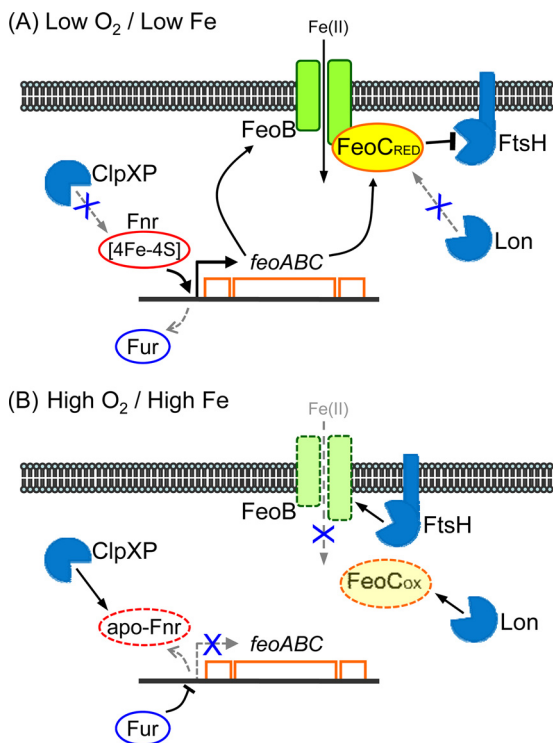 (A) Low O₂ / Low Fe
Fe(II)
FeoB
FeoCRED
FtsH
ClpXP
Fnr
[4Fe-4S]
Lon
feoABC
Fur
(B) High O₂ / High Fe
Fe(II)
FeoB
FtsH
ClpXP
FeoCOX
apo-Fnr
feoABC
Lon
Fur